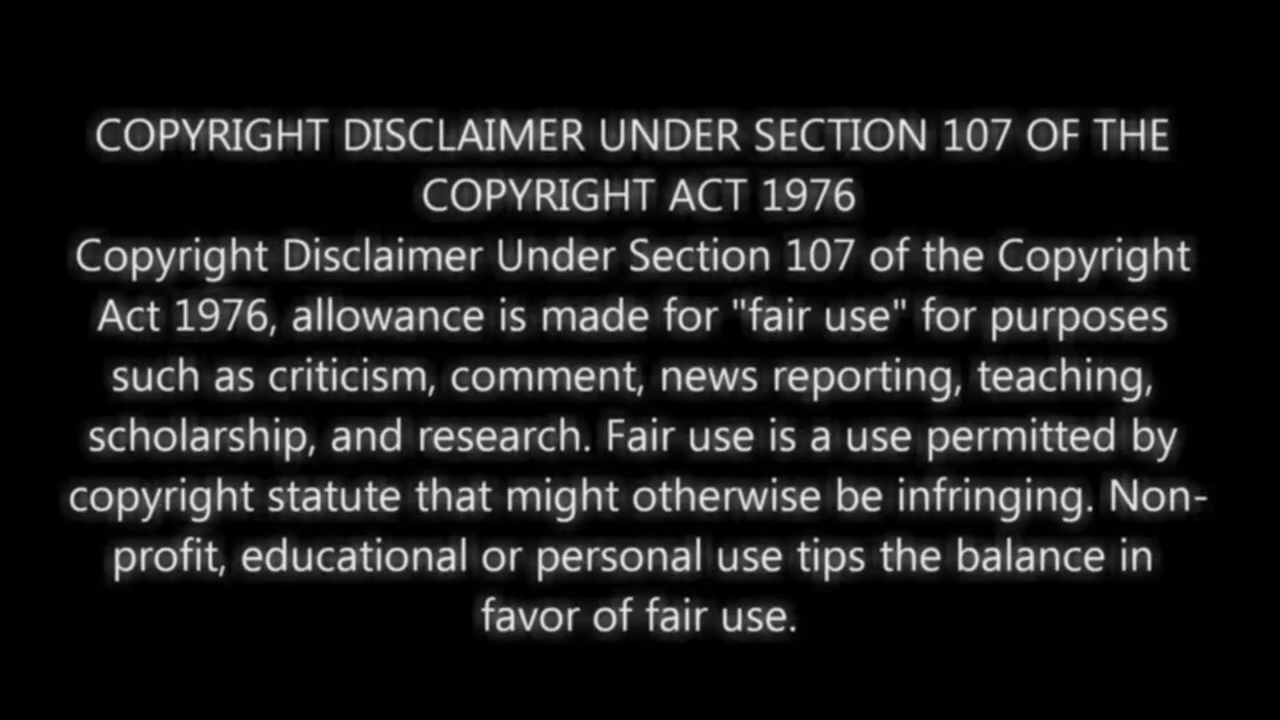 COPYRIGHT DISCLAIMER UNDER SECTION 107 OF THE
COPYRIGHT ACT 1976
Copyright Disclaimer Under Section 107 of the Copyright
Act 1976, allowance is made for "fair use" for purposes
such as criticism, comment, news reporting, teaching,
scholarship, and research. Fair use is a use permitted by
copyright statute that might otherwise be infringing. Non-
profit, educational or personal use tips the balance in
favor of fair use.